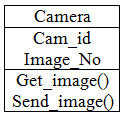 Camera
Cam_id
Image_No
Get_image()
Send_image()